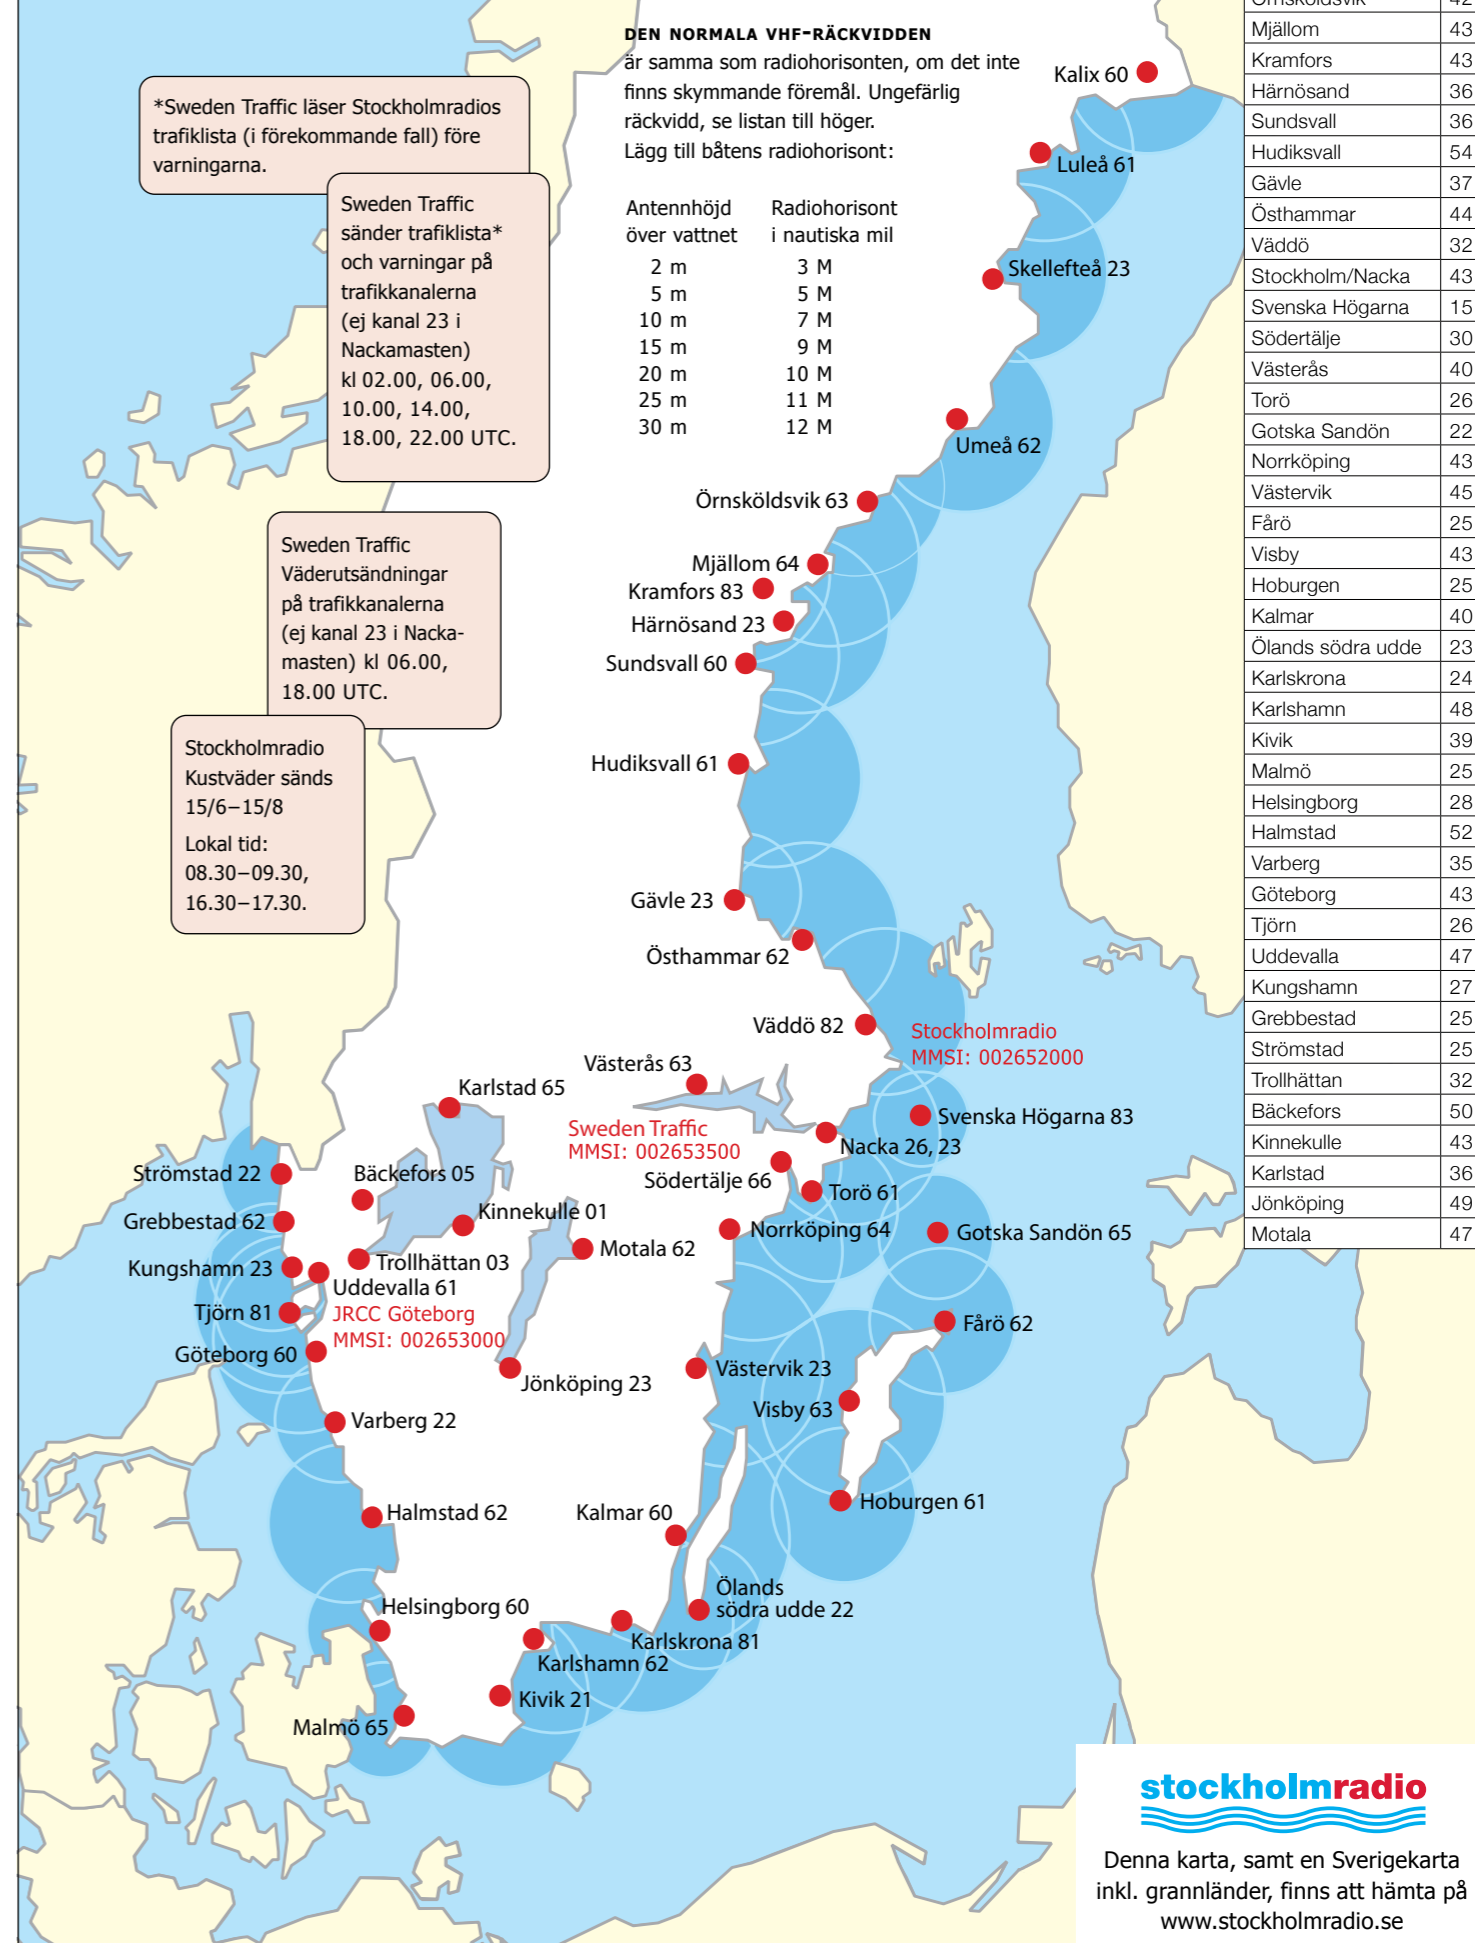 DEN NORMALA VHF-RÄCKVIDDEN
är samma som radiohorisonten, om det inte
finns skymmande föremål. Ungefärlig
räckvidd, se listan till höger.
Lägg till båtens radiohorisont:
Antennhöjd Radiohorisont
över vattnet i nautiska mil
2 m 3 M
5 m 5 M
10 m 7 M
15 m 9 M
20 m 10 M
25 m 11 M
30 m 12 M
*Sweden Traffic läser Stockholmradios
trafiklista (i förekommande fall) före
varningarna.
Sweden Traffic
sänder trafiklista*
och varningar på
trafikkanalerna
(ej kanal 23 i
Nackamasten)
kl 02.00, 06.00,
10.00, 14.00,
18.00, 22.00 UTC.
Sweden Traffic
Väderutsändningar
på trafikkanalerna
(ej kanal 23 i Nacka-
masten) kl 06.00,
18.00 UTC.
Stockholmradio
Kustväder sänds
15/6–15/8
Lokal tid:
08.30–09.30,
16.30–17.30.
Kalix 60
Luleå 61
Skellefteå 23
Umeå 62
Örnsköldsvik 63
Mjällom 64
Kramfors 83
Härnösand 23
Sundsvall 60
Hudiksvall 61
Gävle 23
Östhammar 62
Väddö 82
Stockholmradio
MMSI: 002652000
Västerås 63
Karlstad 65
Svenska Högarna 83
Sweden Traffic
MMSI: 002653500
Nacka 26, 23
Södertälje 66
Torö 61
Strömstad 22
Bäckefors 05
Grebbestad 62
Kinnekulle 01
Norrköping 64
Gotska Sandön 65
Motala 62
Kungshamn 23
Trollhättan 03
Uddevalla 61
Tjörn 81
JRCC Göteborg
MMSI: 002653000
Fårö 62
Göteborg 60
Jönköping 23
Västervik 23
Visby 63
Varberg 22
Hoburgen 61
Halmstad 62
Kalmar 60
Ölands
södra udde 22
Helsingborg 60
Karlskrona 81
Karlshamn 62
Kivik 21
Malmö 65
Örnsköldsvik 42
Mjällom 43
Kramfors 43
Härnösand 36
Sundsvall 36
Hudiksvall 54
Gävle 37
Östhammar 44
Väddö 32
Stockholm/Nacka 43
Svenska Högarna 15
Södertälje 30
Västerås 40
Torö 26
Gotska Sandön 22
Norrköping 43
Västervik 45
Fårö 25
Visby 43
Hoburgen 25
Kalmar 40
Ölands södra udde 23
Karlskrona 24
Karlshamn 48
Kivik 39
Malmö 25
Helsingborg 28
Halmstad 52
Varberg 35
Göteborg 43
Tjörn 26
Uddevalla 47
Kungshamn 27
Grebbestad 25
Strömstad 25
Trollhättan 32
Bäckefors 50
Kinnekulle 43
Karlstad 36
Jönköping 49
Motala 47
stockholmradio
Denna karta, samt en Sverigekarta
inkl. grannländer, finns att hämta på
www.stockholmradio.se